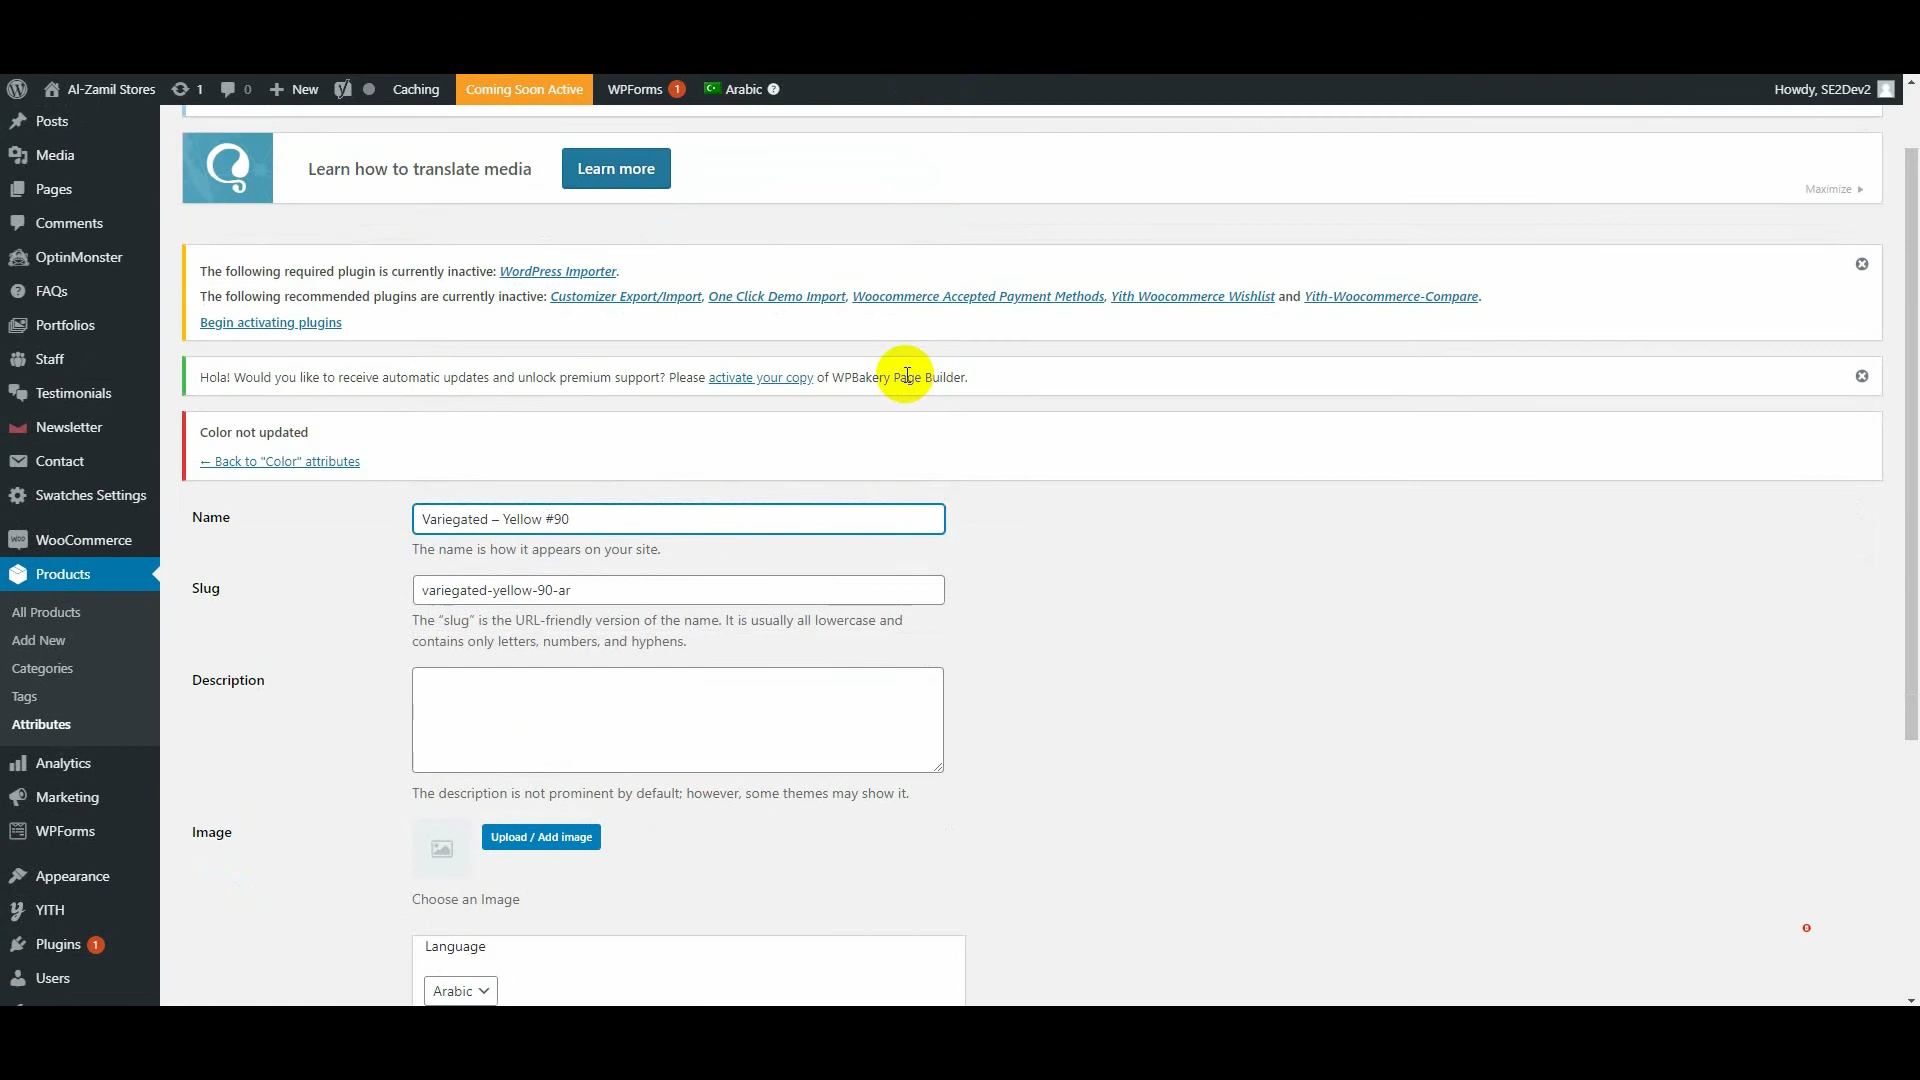 Al-Zamil Stores 1 0 New Caching Coming Soon Active WPForms 1 Arabic ? Howdy, SE2Dev2
Posts
Media
Pages
Comments
OptinMonster
FAQs
Portfolios
Staff
Testimonials
Newsletter
Contact
Swatches Settings
WooCommerce
Products
All Products
Add New
Categories
Tags
Attributes
Analytics
Marketing
WPForms
Appearance
YITH
Plugins 1
Users
Learn how to translate media Learn more
Maximize
The following required plugin is currently inactive: WordPress Importer.
The following recommended plugins are currently inactive: Customizer Export/Import, One Click Demo Import, Woocommerce Accepted Payment Methods, Yith Woocommerce Wishlist and Yith-Woocommerce-Compare.
Begin activating plugins
Hola! Would you like to receive automatic updates and unlock premium support? Please activate your copy of WPBakery Page Builder.
Color not updated
← Back to "Color" attributes
Name Variegated – Yellow #90
The name is how it appears on your site.
Slug variegated-yellow-90-ar
The “slug” is the URL-friendly version of the name. It is usually all lowercase and
contains only letters, numbers, and hyphens.
Description
The description is not prominent by default; however, some themes may show it.
Image Upload / Add image
Choose an Image
Language
Arabic